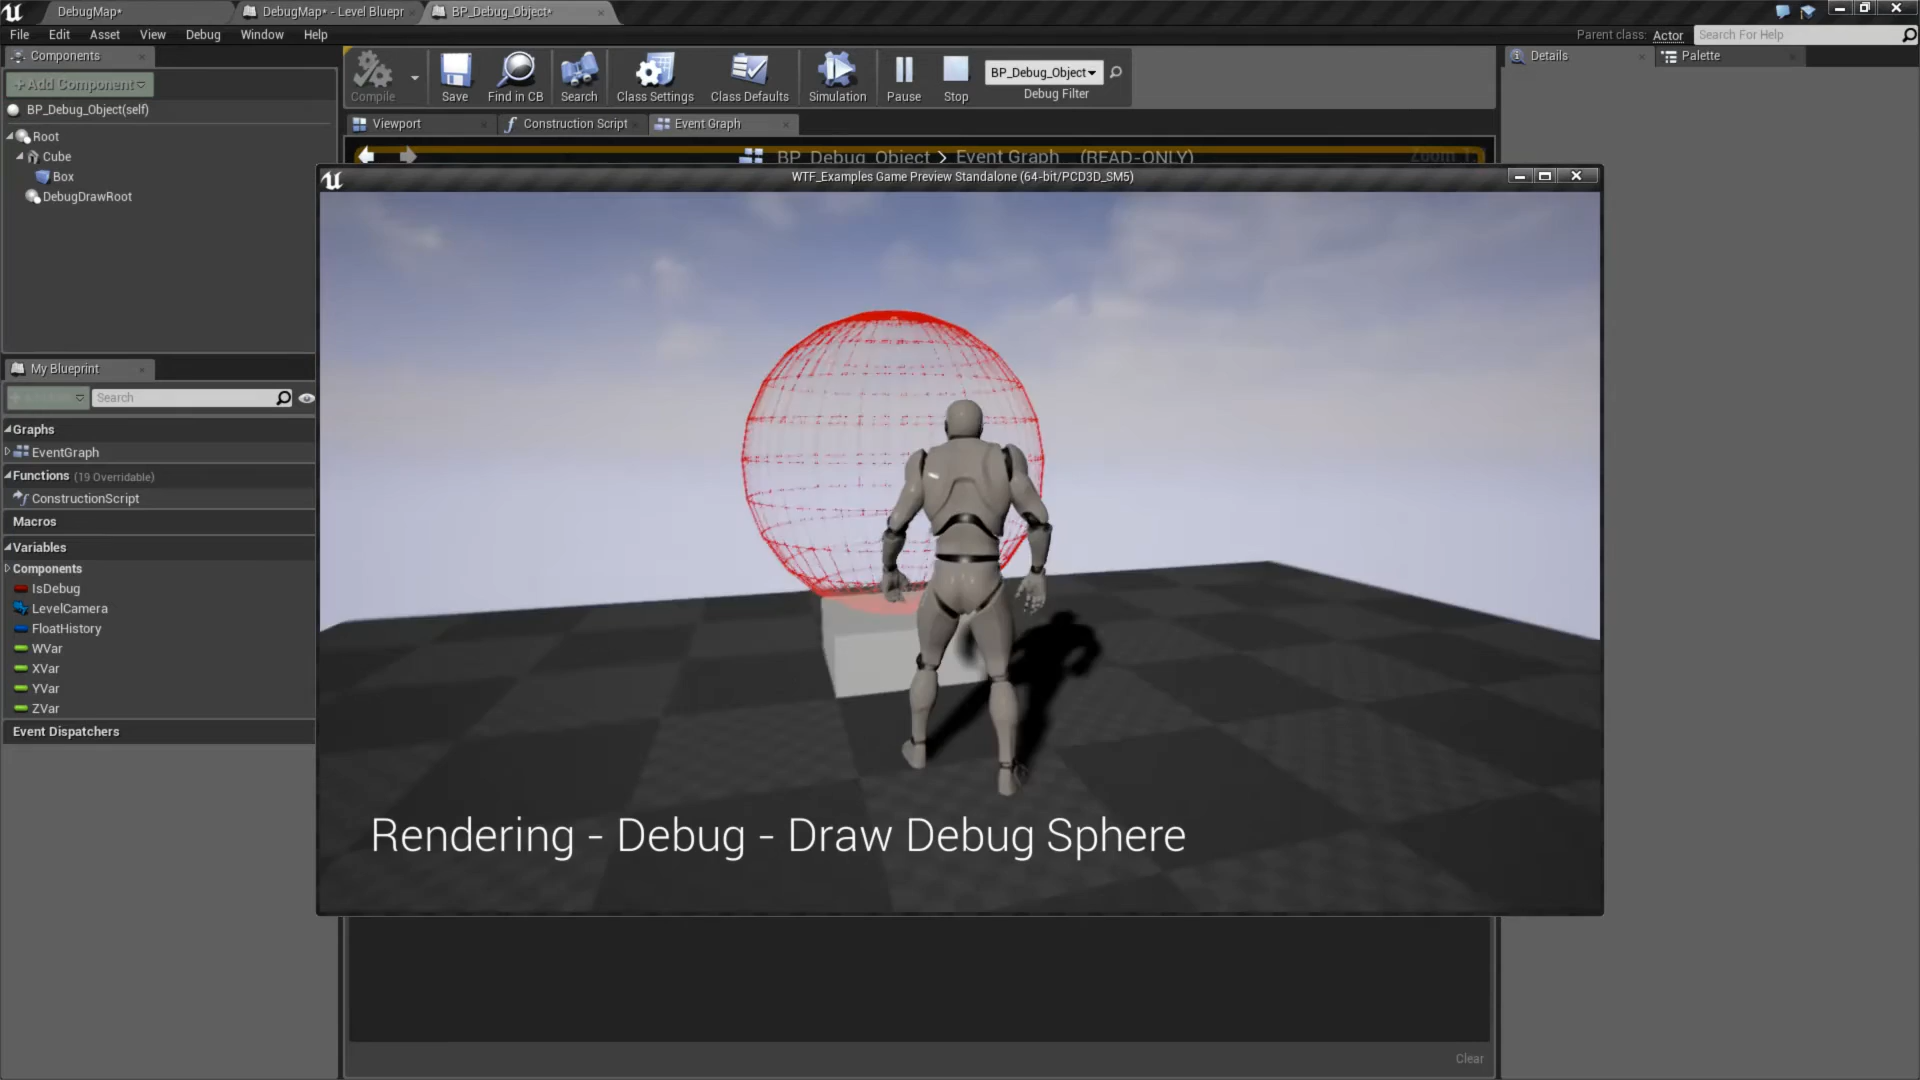 DebugMap*
DebugMap* - Level Bluepr
BP_Debug_Object*
File Edit Asset View Debug Window Help
Parent class: Actor
Search For Help
Components
+Add Component
BP_Debug_Object(self)
Root
Cube
Box
DebugDrawRoot
Compile
Save
Find in CB
Search
Class Settings
Class Defaults
Simulation
Pause
Stop
BP_Debug_Object
Debug Filter
Details
Palette
Viewport
Construction Script
Event Graph
BP_Debug_Object > Event Graph (READ-ONLY)
Zoom
WTF_Examples Game Preview Standalone (64-bit/PCD3D_SM5)
My Blueprint
Search
Graphs
EventGraph
Functions (19 Overridable)
ConstructionScript
Macros
Variables
Components
IsDebug
LevelCamera
FloatHistory
WVar
XVar
YVar
ZVar
Event Dispatchers
Rendering - Debug - Draw Debug Sphere
Clear